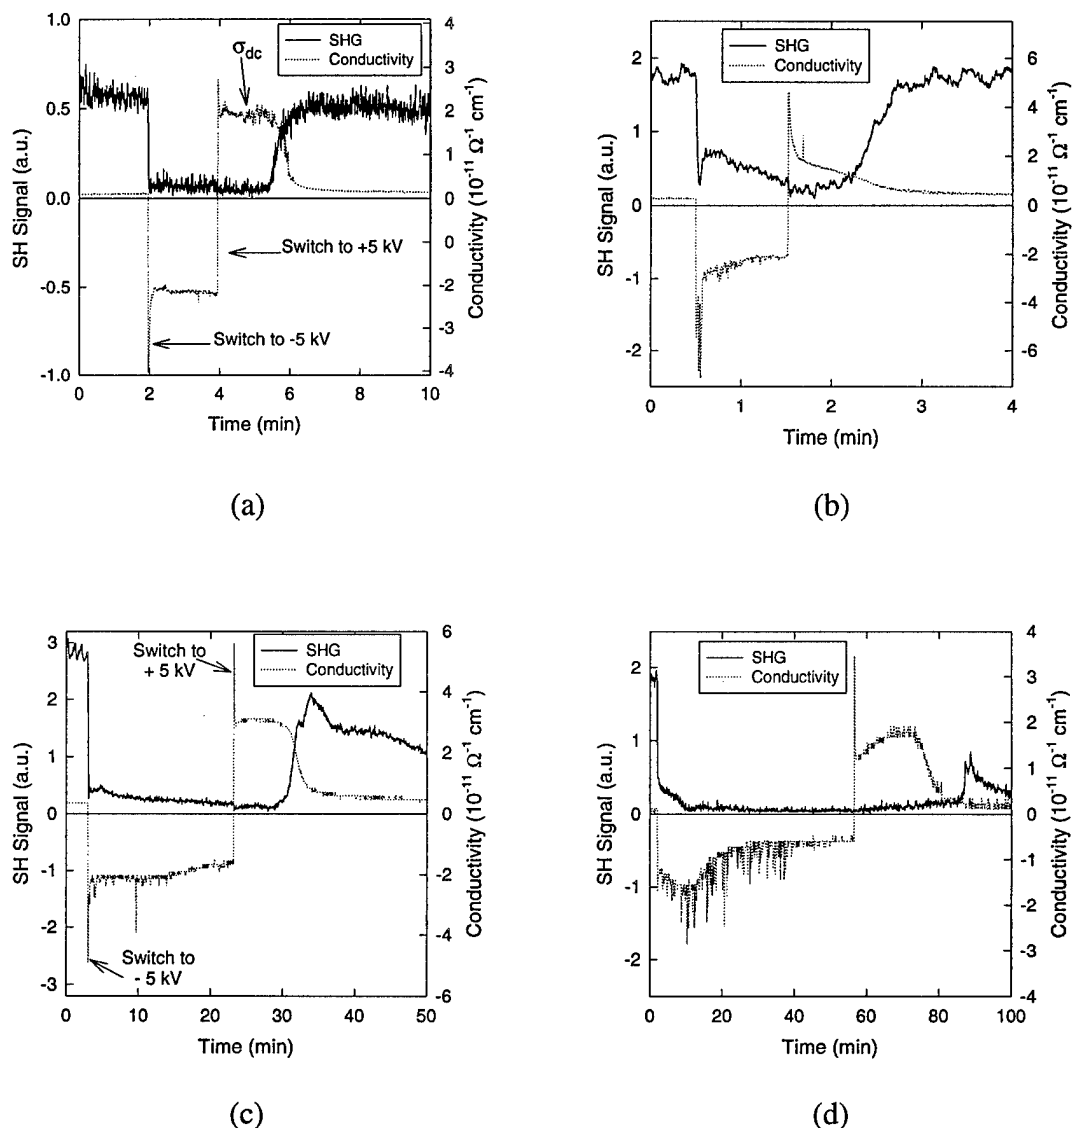 1.0
0.5
0.0
-0.5
-1.0
SH Signal (a.u.)
0 2 4 6 8 10
Time (min)
4
3
2
1
0
0
-1
-2
-3
-4
Conductivity (10⁻¹¹ Ω⁻¹ cm⁻¹)
SHG
Conductivity
σdc
Switch to +5 kV
Switch to -5 kV
(a)
2
1
0
-1
-2
SH Signal (a.u.)
0 1 2 3 4
Time (min)
6
4
2
0
-2
-4
-6
Conductivity (10⁻¹¹ Ω⁻¹ cm⁻¹)
SHG
Conductivity
(b)
3
2
1
0
-1
-2
-3
SH Signal (a.u.)
0 10 20 30 40 50
Time (min)
6
4
2
0
-2
-4
-6
Conductivity (10⁻¹¹ Ω⁻¹ cm⁻¹)
Switch to
+ 5 kV
SHG
Conductivity
Switch to
- 5 kV
(c)
2
1
0
-1
-2
SH Signal (a.u.)
0 20 40 60 80 100
Time (min)
4
3
2
1
0
-1
-2
-3
-4
Conductivity (10⁻¹¹ Ω⁻¹ cm⁻¹)
SHG
Conductivity
(d)